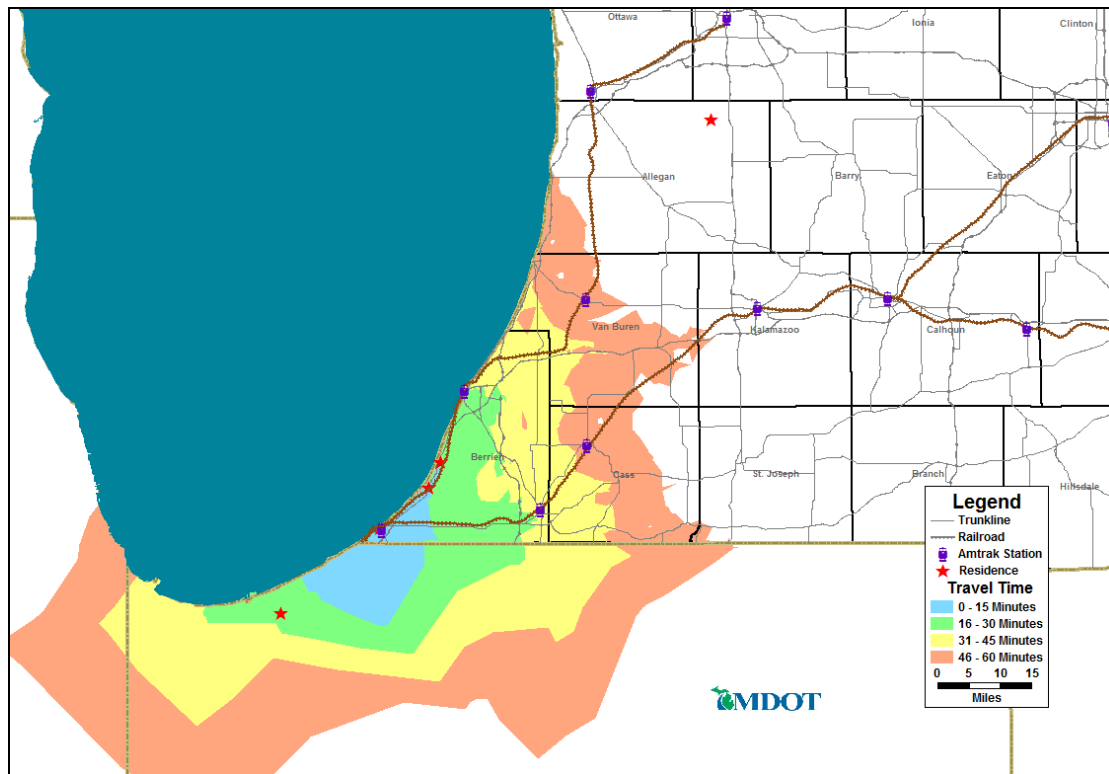 Ottawa
Ionia
Clinton
Allegan
Barry
Eaton
Van Buren
Kalamazoo
Calhoun
Berrien
Cass
St. Joseph
Branch
Hillsdale
Legend
Trunkline
Railroad
Amtrak Station
Residence
Travel Time
0 - 15 Minutes
16 - 30 Minutes
31 - 45 Minutes
46 - 60 Minutes
0 5 10 15
Miles
MDOT